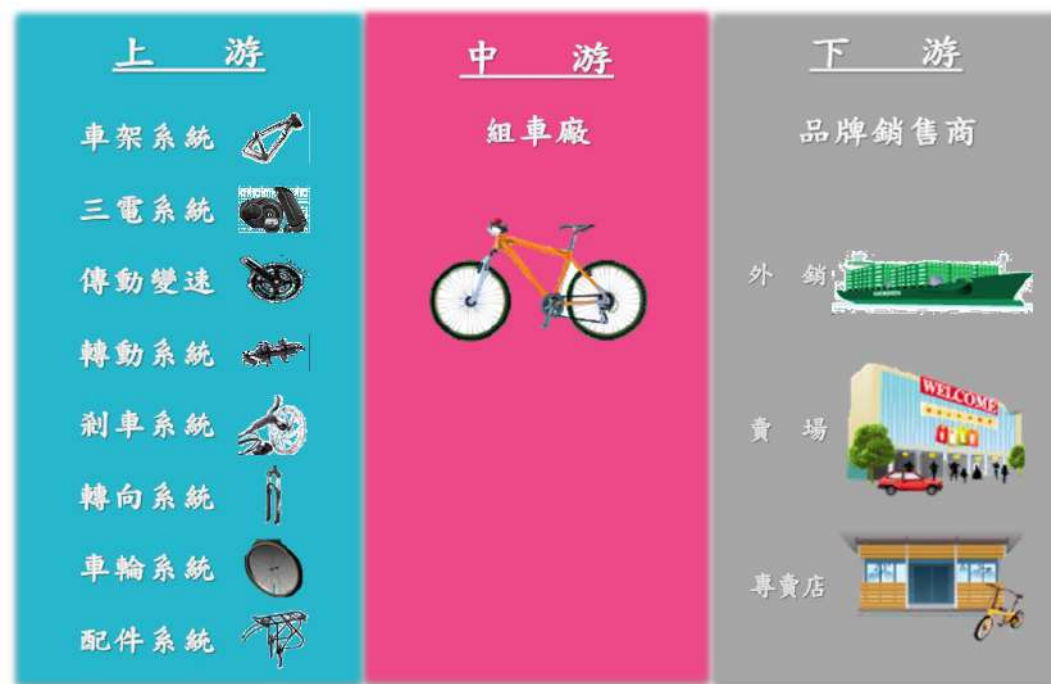 上 游
車架系統
三電系統
傳動變速
轉動系統
剎車系統
轉向系統
車輪系統
配件系統
中 游
組車廠
下 游
品牌銷售商
外 銷
賣 場
WELCOME
專賣店